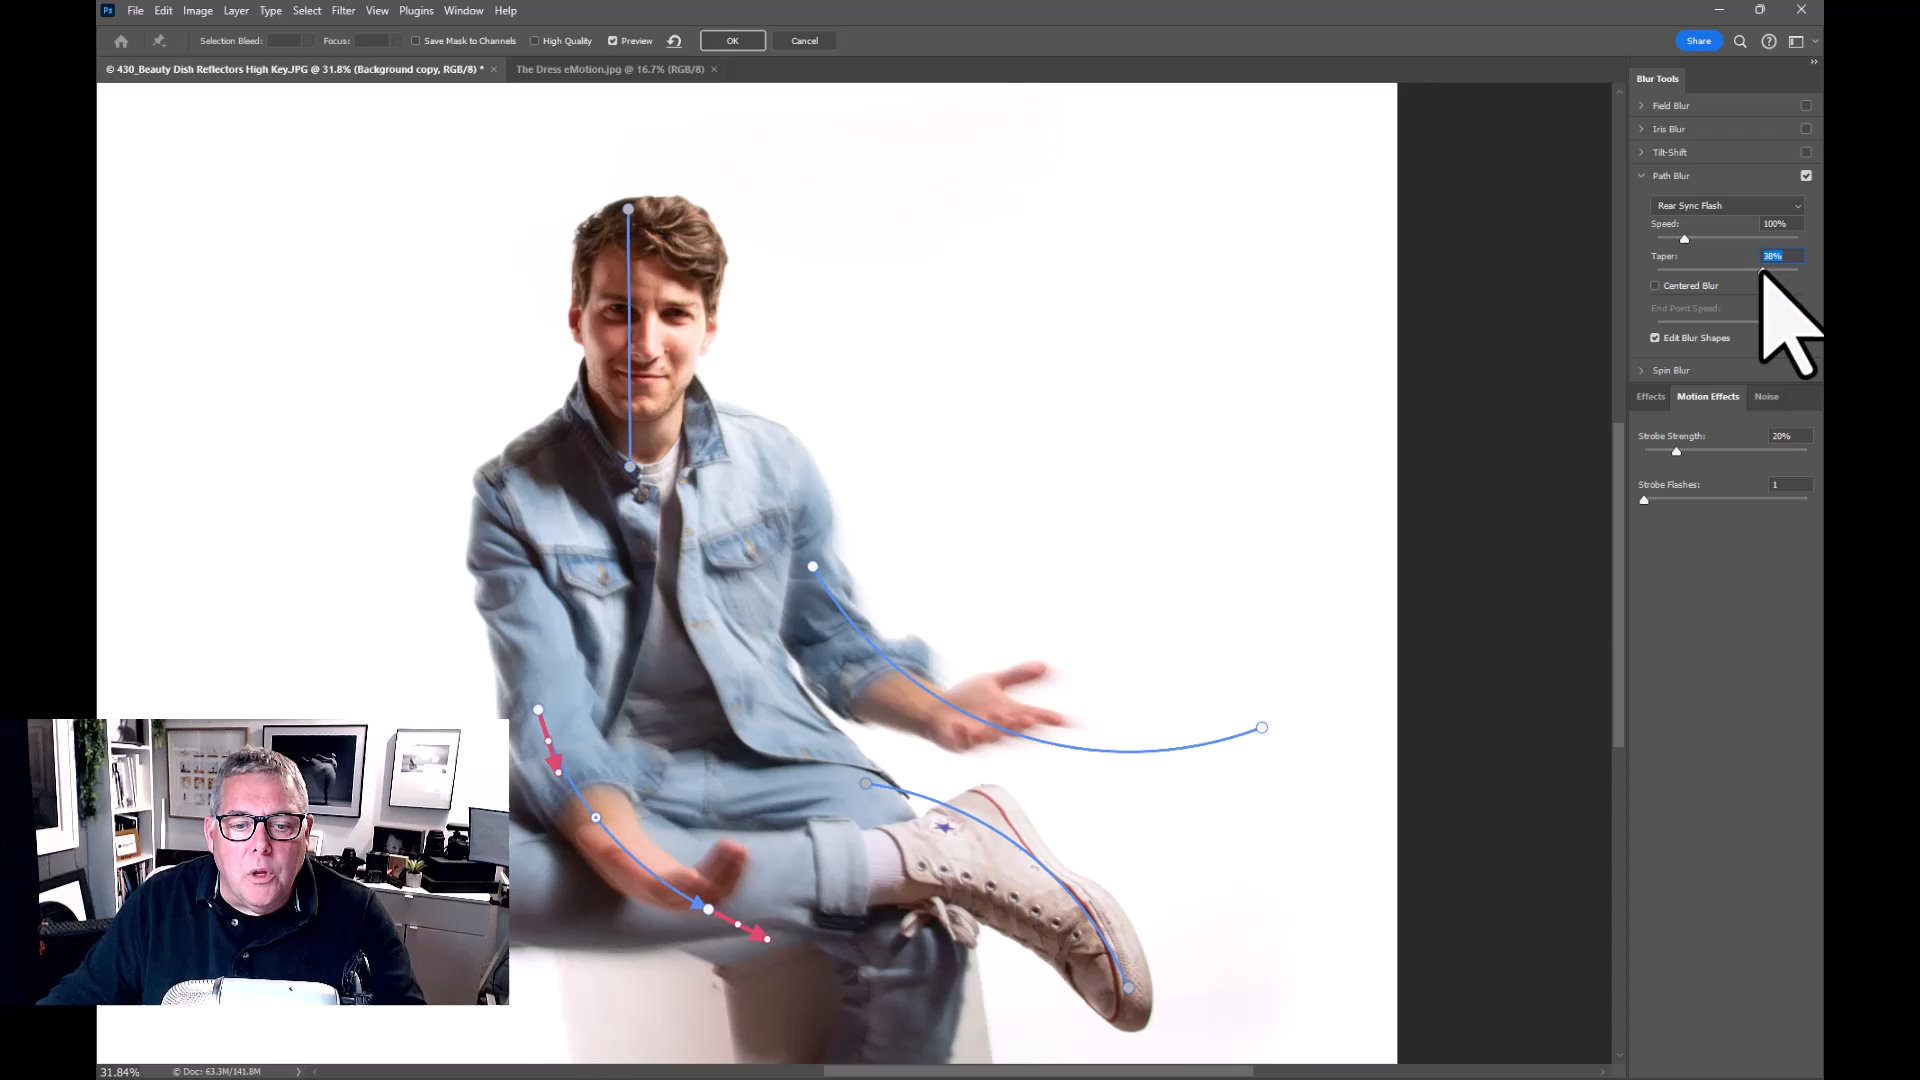 Ps File Edit Image Layer Type Select Filter View Plugins Window Help
Selection Bleed: Focus: Save Mask to Channels High Quality Preview OK Cancel Share
© 430_Beauty Dish Reflectors High Key.JPG @ 31.8% (Background copy, RGB/8) * × The Dress eMotion.jpg @ 16.7% (RGB/8) ×
Blur Tools
Field Blur
Iris Blur
Tilt-Shift
Path Blur
Rear Sync Flash
Speed: 100%
Taper: 38%
Centered Blur
End Point Speed:
Edit Blur Shapes
Spin Blur
Effects Motion Effects Noise
Strobe Strength: 20%
Strobe Flashes: 1
31.84% © Doc: 63.3M/141.8M